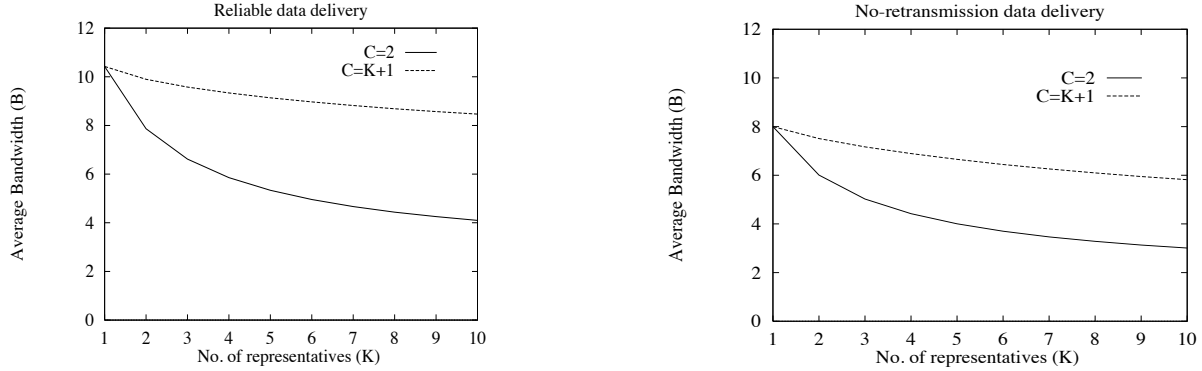 Reliable data delivery
12
10
8
6
4
2
0
1 2 3 4 5 6 7 8 9 10
C=2
C=K+1
Average Bandwidth (B)
No. of representatives (K)
No-retransmission data delivery
12
10
8
6
4
2
0
1 2 3 4 5 6 7 8 9 10
C=2
C=K+1
Average Bandwidth (B)
No. of representatives (K)